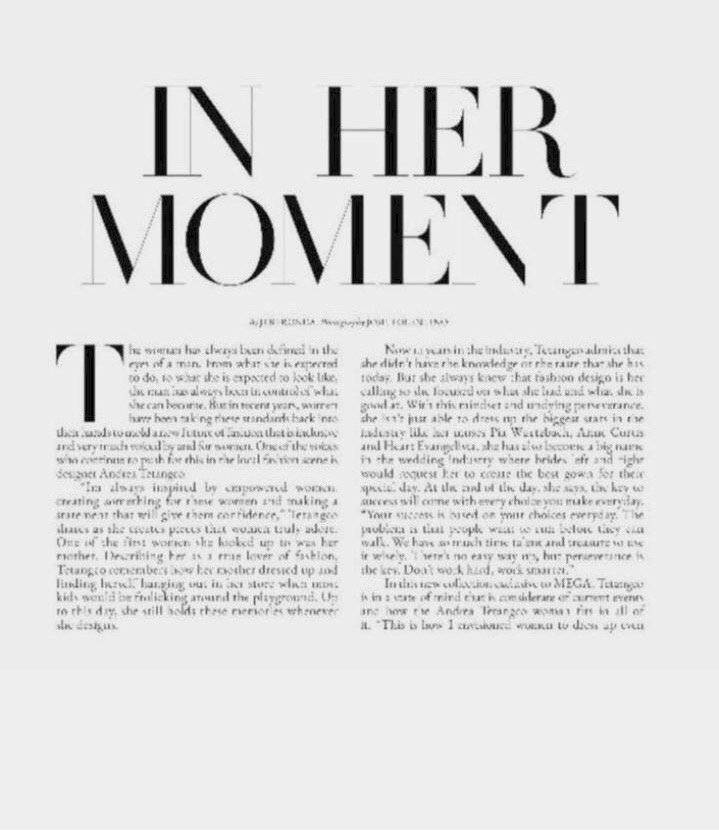 IN HER
MOMENT
The woman has always been defined in the
eyes of a man. From what she is expected
to do, to what she is expected to look like,
the man has always been in control of what
she can become. But in recent years, women
have been taking these standards back into
their hands to mold a new future of fashion that is inclusive
and very much voiced by and for women. One of the voices
who continue to push for this in the local fashion scene is
designer Andrea Tetangco.
"Im always inspired by empowered women,
creating something for these women and making a
statement that will give them confidence," Tetangco
shares as she creates pieces that women truly adore.
One of the first women she looked up to was her
mother. Describing her as a true lover of fashion,
Tetangco remembers how her mother dressed up and
finding herself hanging out in her store when most
kids would be frolicking around the playground. Up
to this day, she still holds these memories whenever
she designs.
Now 12 years in the industry, Tetangco admits that
she didn't have the knowledge or the taste that she has
today. But she always knew that fashion design is her
calling so she focused on what she had and what she is
good at. With this mindset and undying perseverance,
she isn't just able to dress up the biggest stars in the
industry like her muses Pia Wurtzbach, Anne Curtis
and Heart Evangelista, she has also become a big name
in the wedding industry where brides left and right
would request her to create the best gown for their
special day. At the end of the day, she says, the key to
success will come with every choice you make everyday.
"Your success is based on your choices everyday. The
problem is that people want to run before they can
walk. We have so much time talent and treasure to use
it wisely. There's no easy way up, but perseverance is
the key. Don't work hard, work smarter."
In this new collection exclusive to MEGA, Tetangco
is in a state of mind that is considerate of current events
and how the Andrea Tetangco woman fits in all of
it. "This is how I envisioned women to dress up even